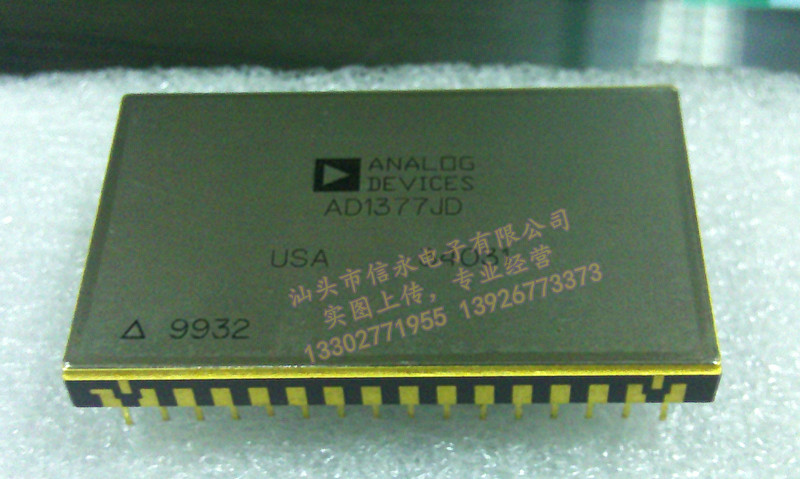 ANALOG
DEVICES
AD1377JD
USA
△ 9932
汕头市信永电子有限公司
实图上传，专业经营
13302771955 13926773373